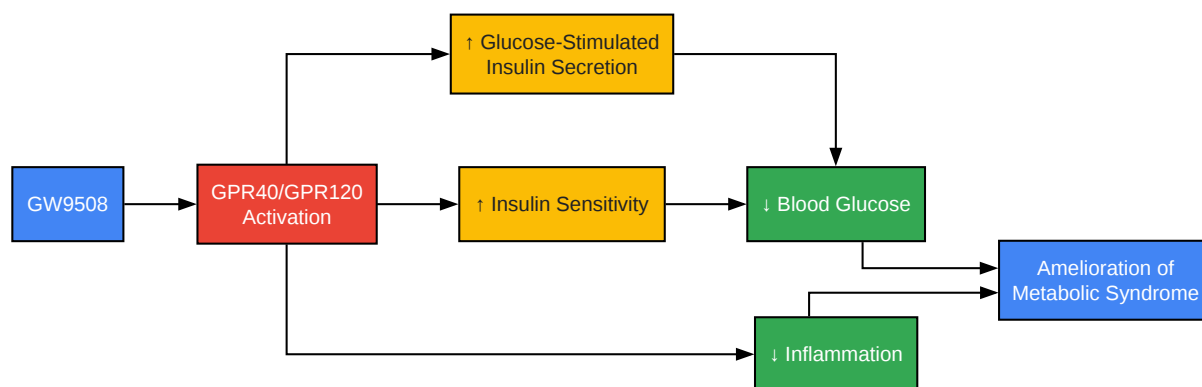 ↑ Glucose-Stimulated
Insulin Secretion
GW9508
GPR40/GPR120
Activation
↑ Insulin Sensitivity
↓ Blood Glucose
Amelioration of
Metabolic Syndrome
↓ Inflammation